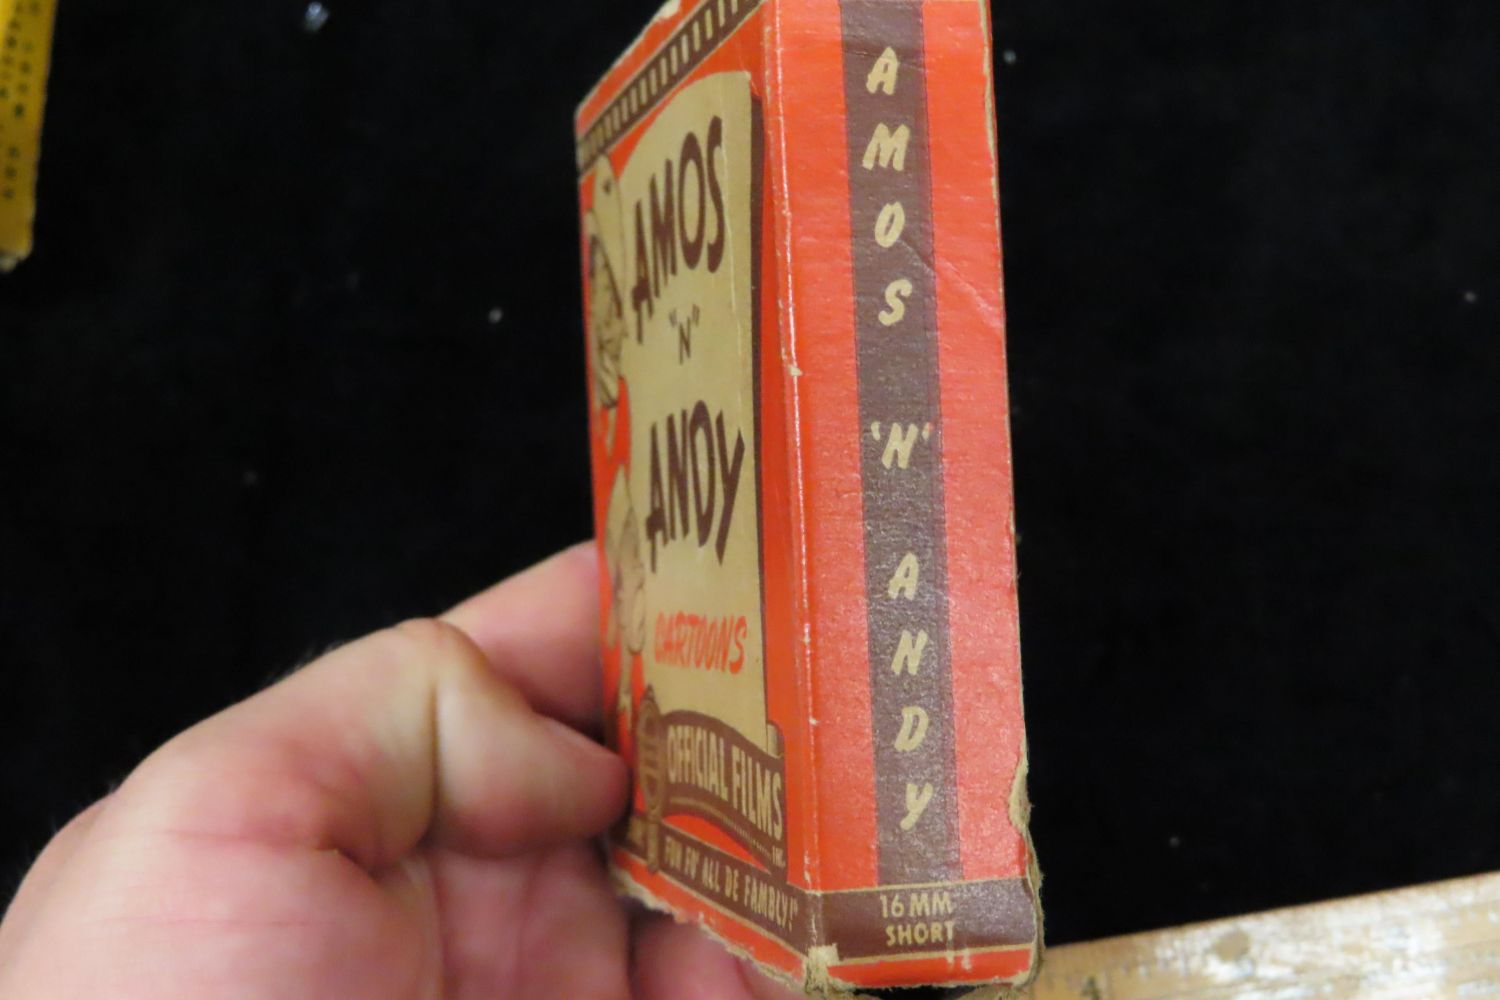 AMOS
"N"
ANDY
CARTOONS
OFFICIAL FILMS
INC.
FUN FO' ALL DE FAMBLY!"
AMOS 'N' ANDY
16MM
SHORT